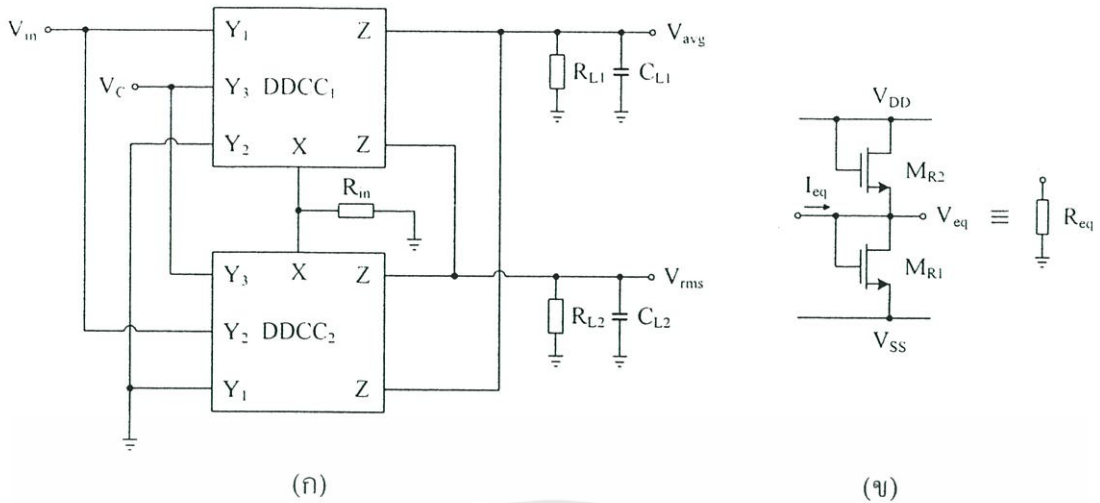 V_in Y_1 Z V_avg
V_C Y_3 DDCC_1 R_L1 C_L1
Y_2 X Z
R_in
Y_3 X Z V_rms
Y_2 DDCC_2 R_L2 C_L2
Y_1 Z
(ก)
V_DD
M_R2
I_eq V_eq ≡ R_eq
M_R1
V_SS
(ข)